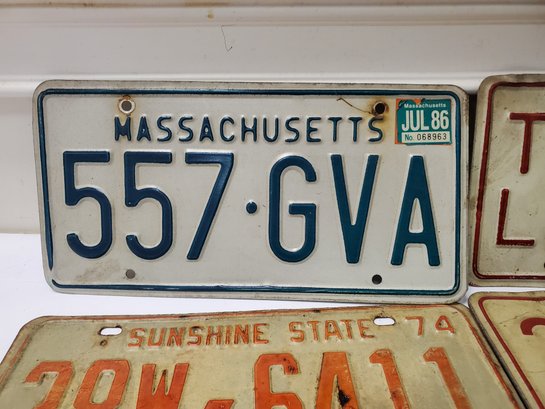 Massachusetts
JUL 86
No. 068963
MASSACHUSETTS
557·GVA
T
L
SUNSHINE STATE 74